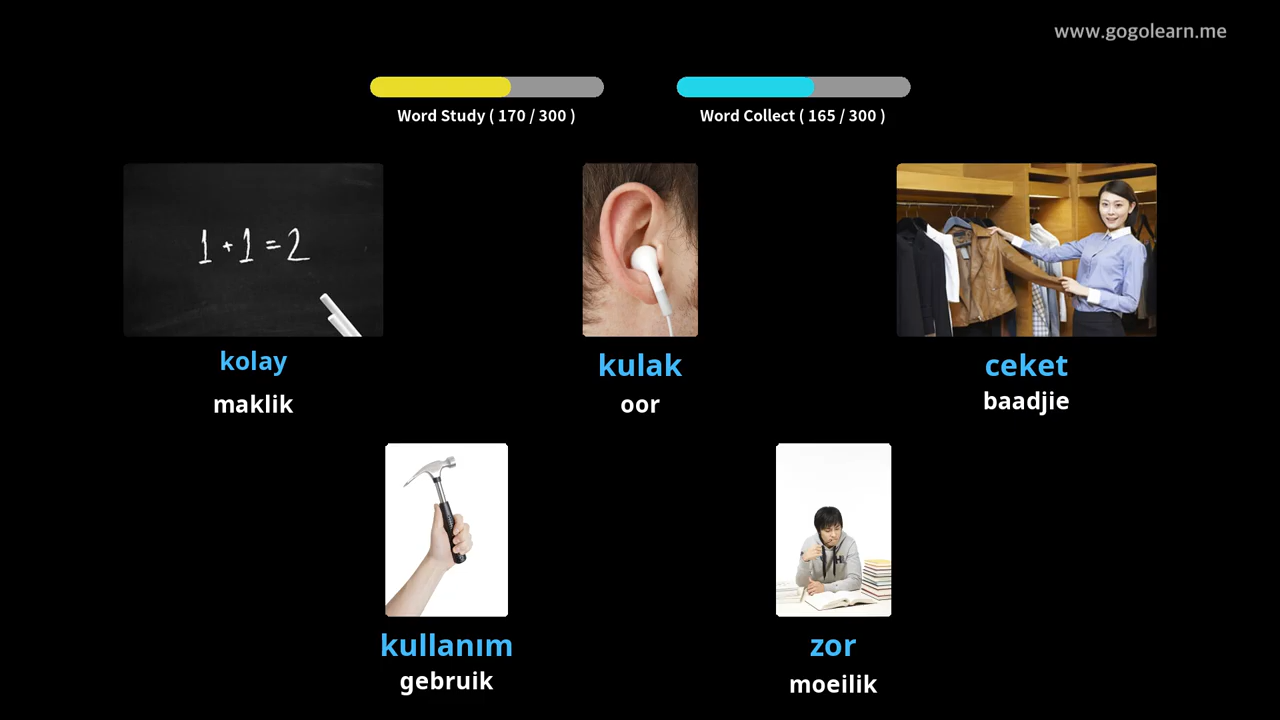 www.gogolearn.me
Word Study ( 170 / 300 )
Word Collect ( 165 / 300 )
1 + 1 = 2
kolay
maklik
kulak
oor
ceket
baadjie
kullanım
gebruik
zor
moeilik